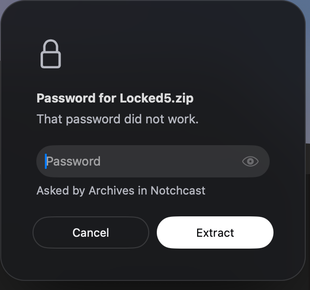 Password for Locked5.zip
That password did not work.
Password
Asked by Archives in Notchcast
Cancel
Extract